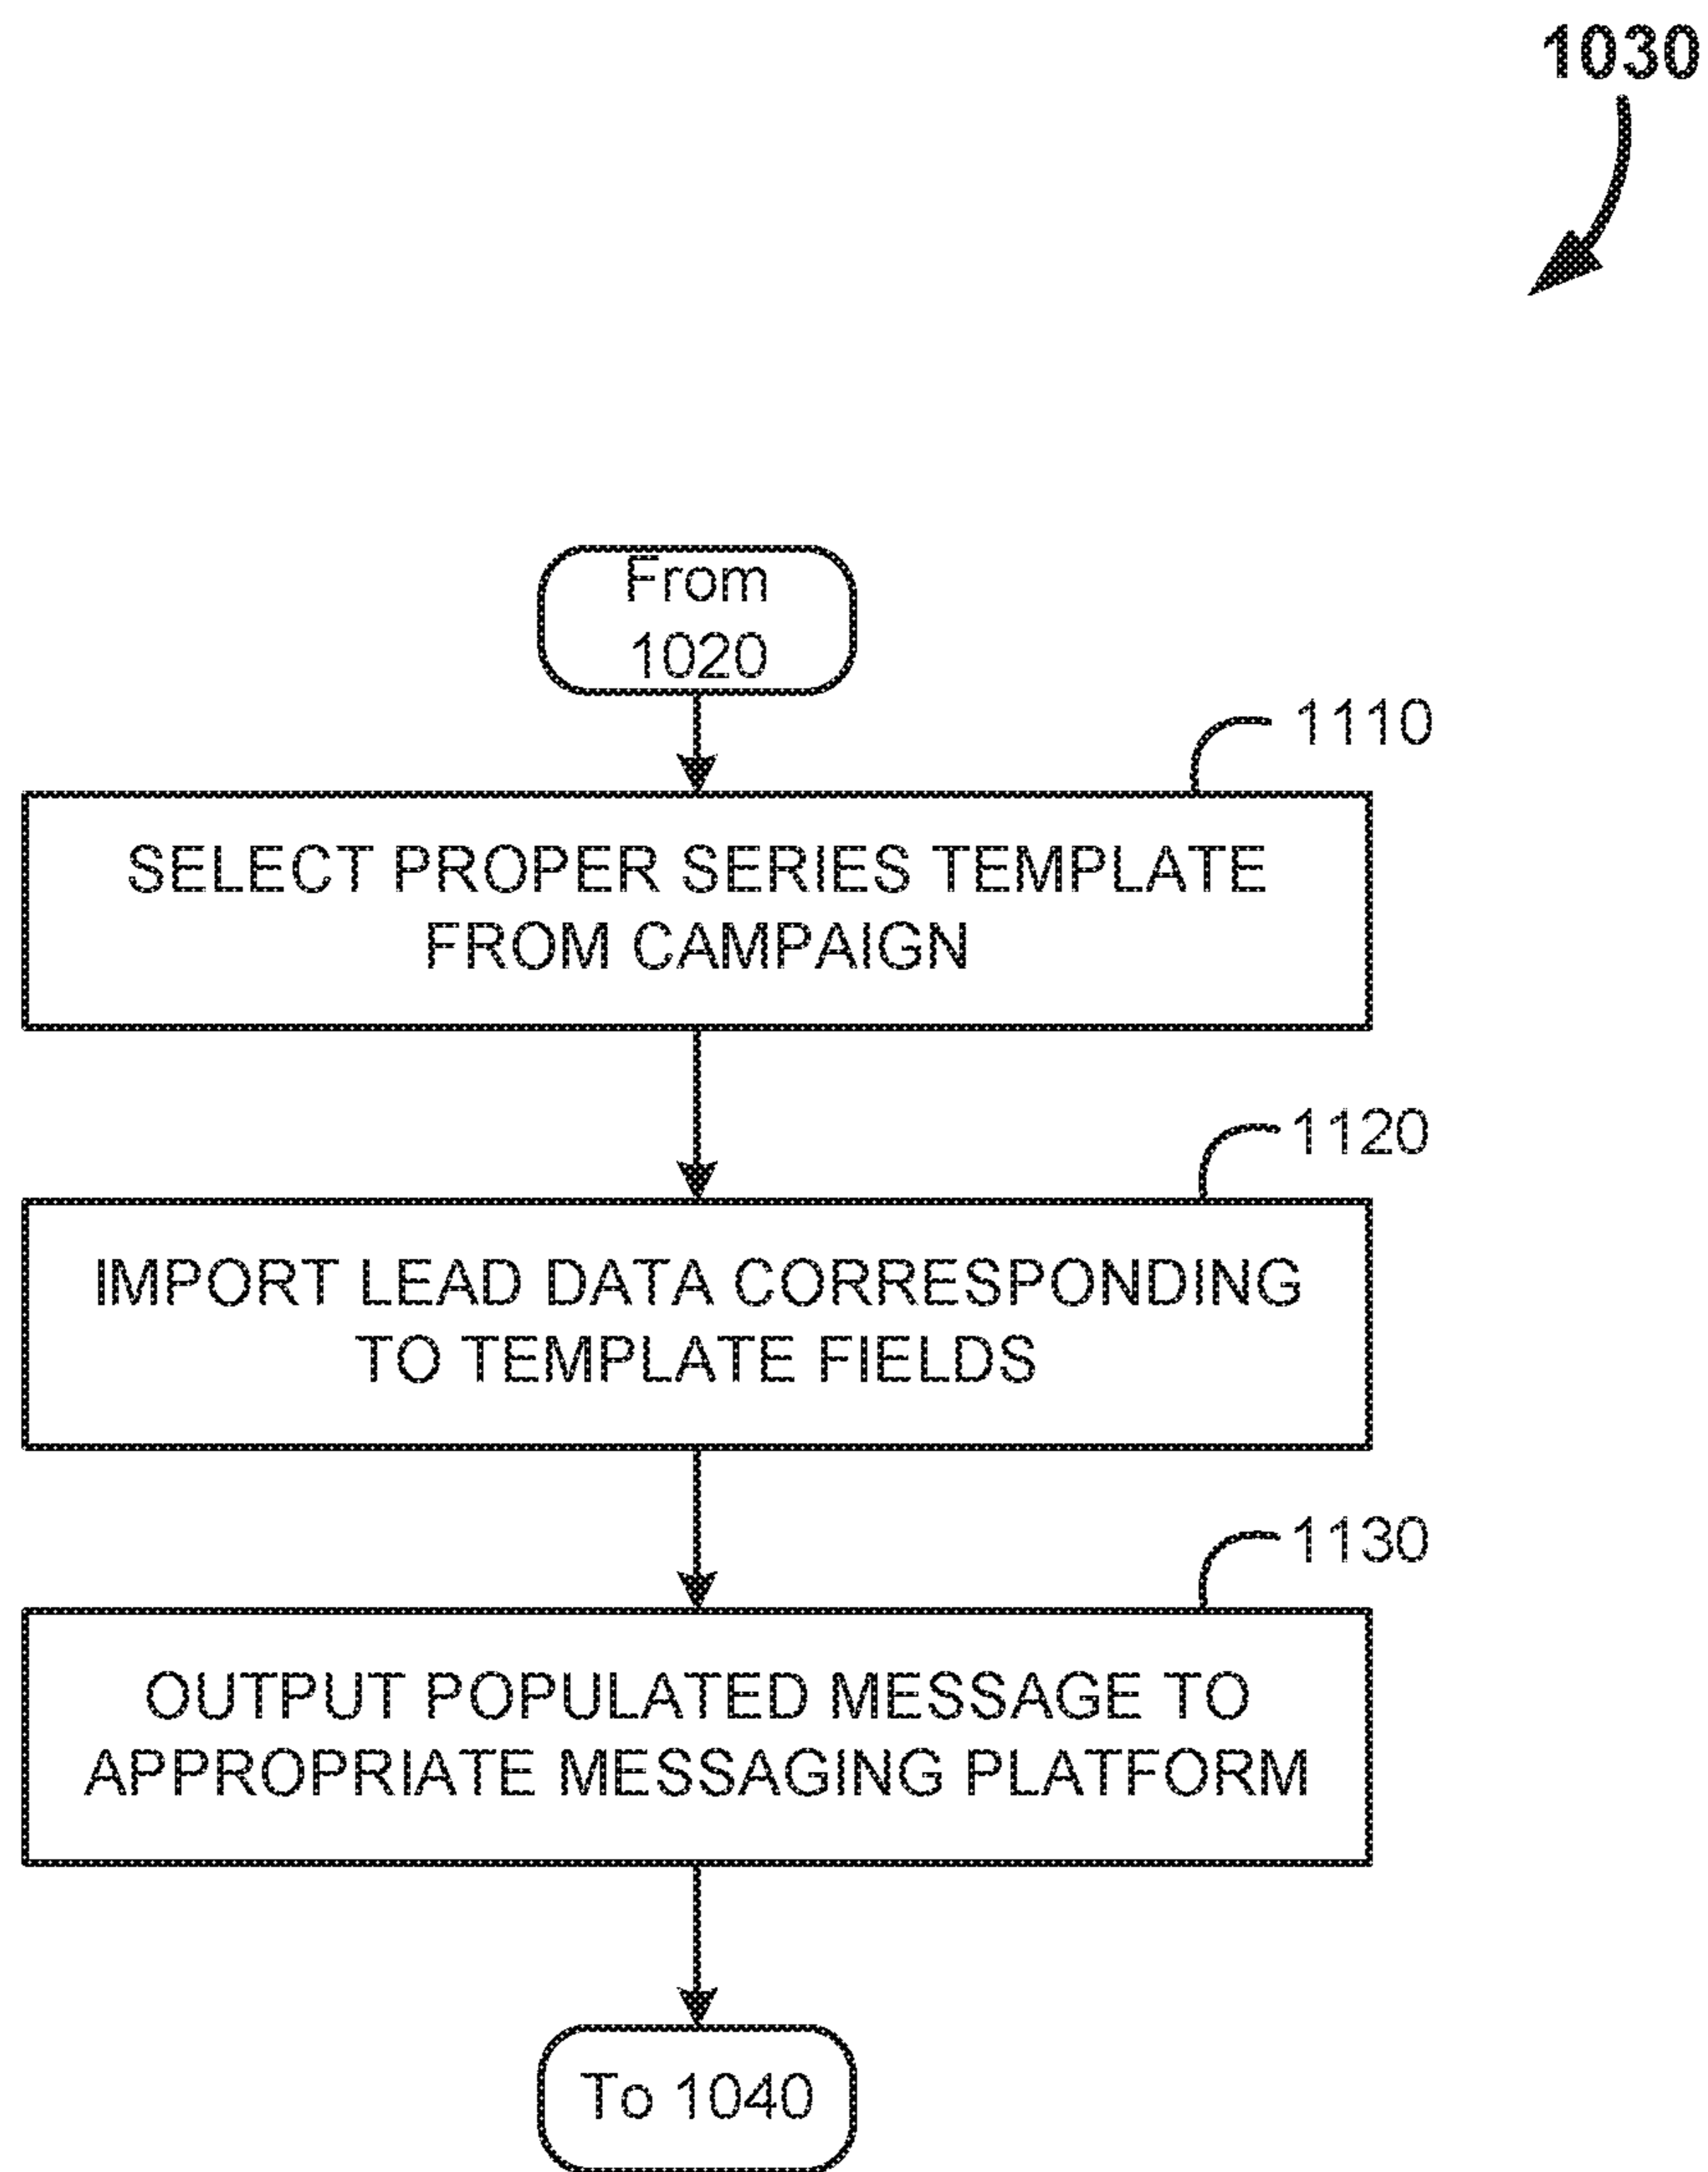 1030
From
1020
1110
SELECT PROPER SERIES TEMPLATE
FROM CAMPAIGN
1120
IMPORT LEAD DATA CORRESPONDING
TO TEMPLATE FIELDS
1130
OUTPUT POPULATED MESSAGE TO
APPROPRIATE MESSAGING PLATFORM
To 1040